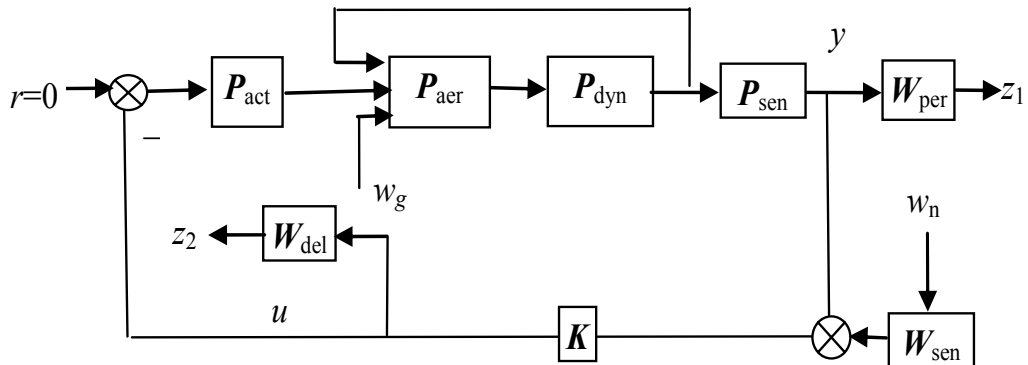 y
r=0
P_act
P_aer
P_dyn
P_sen
W_per
z_1
−
w_g
w_n
z_2
W_del
u
K
W_sen